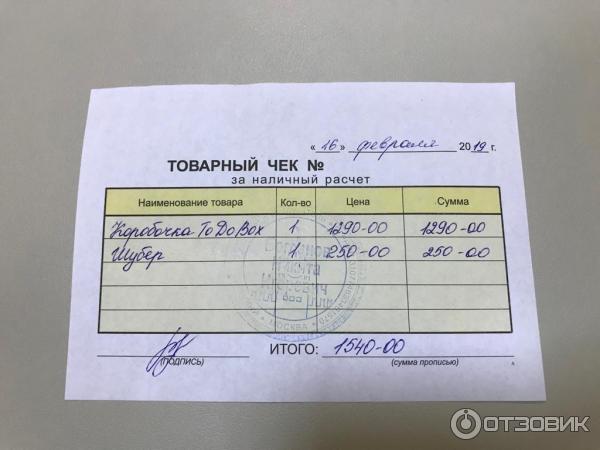 « 16 » февраля 2019 г.
ТОВАРНЫЙ ЧЕК №
за наличный расчет
Наименование товара Кол-во Цена Сумма
Коробочка ToDoBox 1 1290-00 1290-00
Шубер 1 250-00 250-00
МОСКВА
ИТОГО: 1540-00
(подпись) (сумма прописью)
ОТЗОВИК